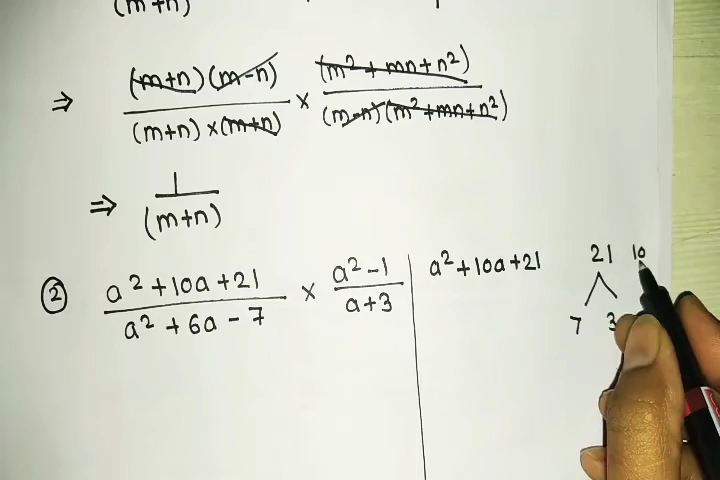 (m+n)
⇒ (m+n)(m-n) / (m+n)×(m+n) × (m²+mn+n²) / (m-n)(m²+mn+n²)
⇒ 1 / (m+n)
② a²+10a+21 / a²+6a-7 × a²-1 / a+3
a²+10a+21
21 10
7 3